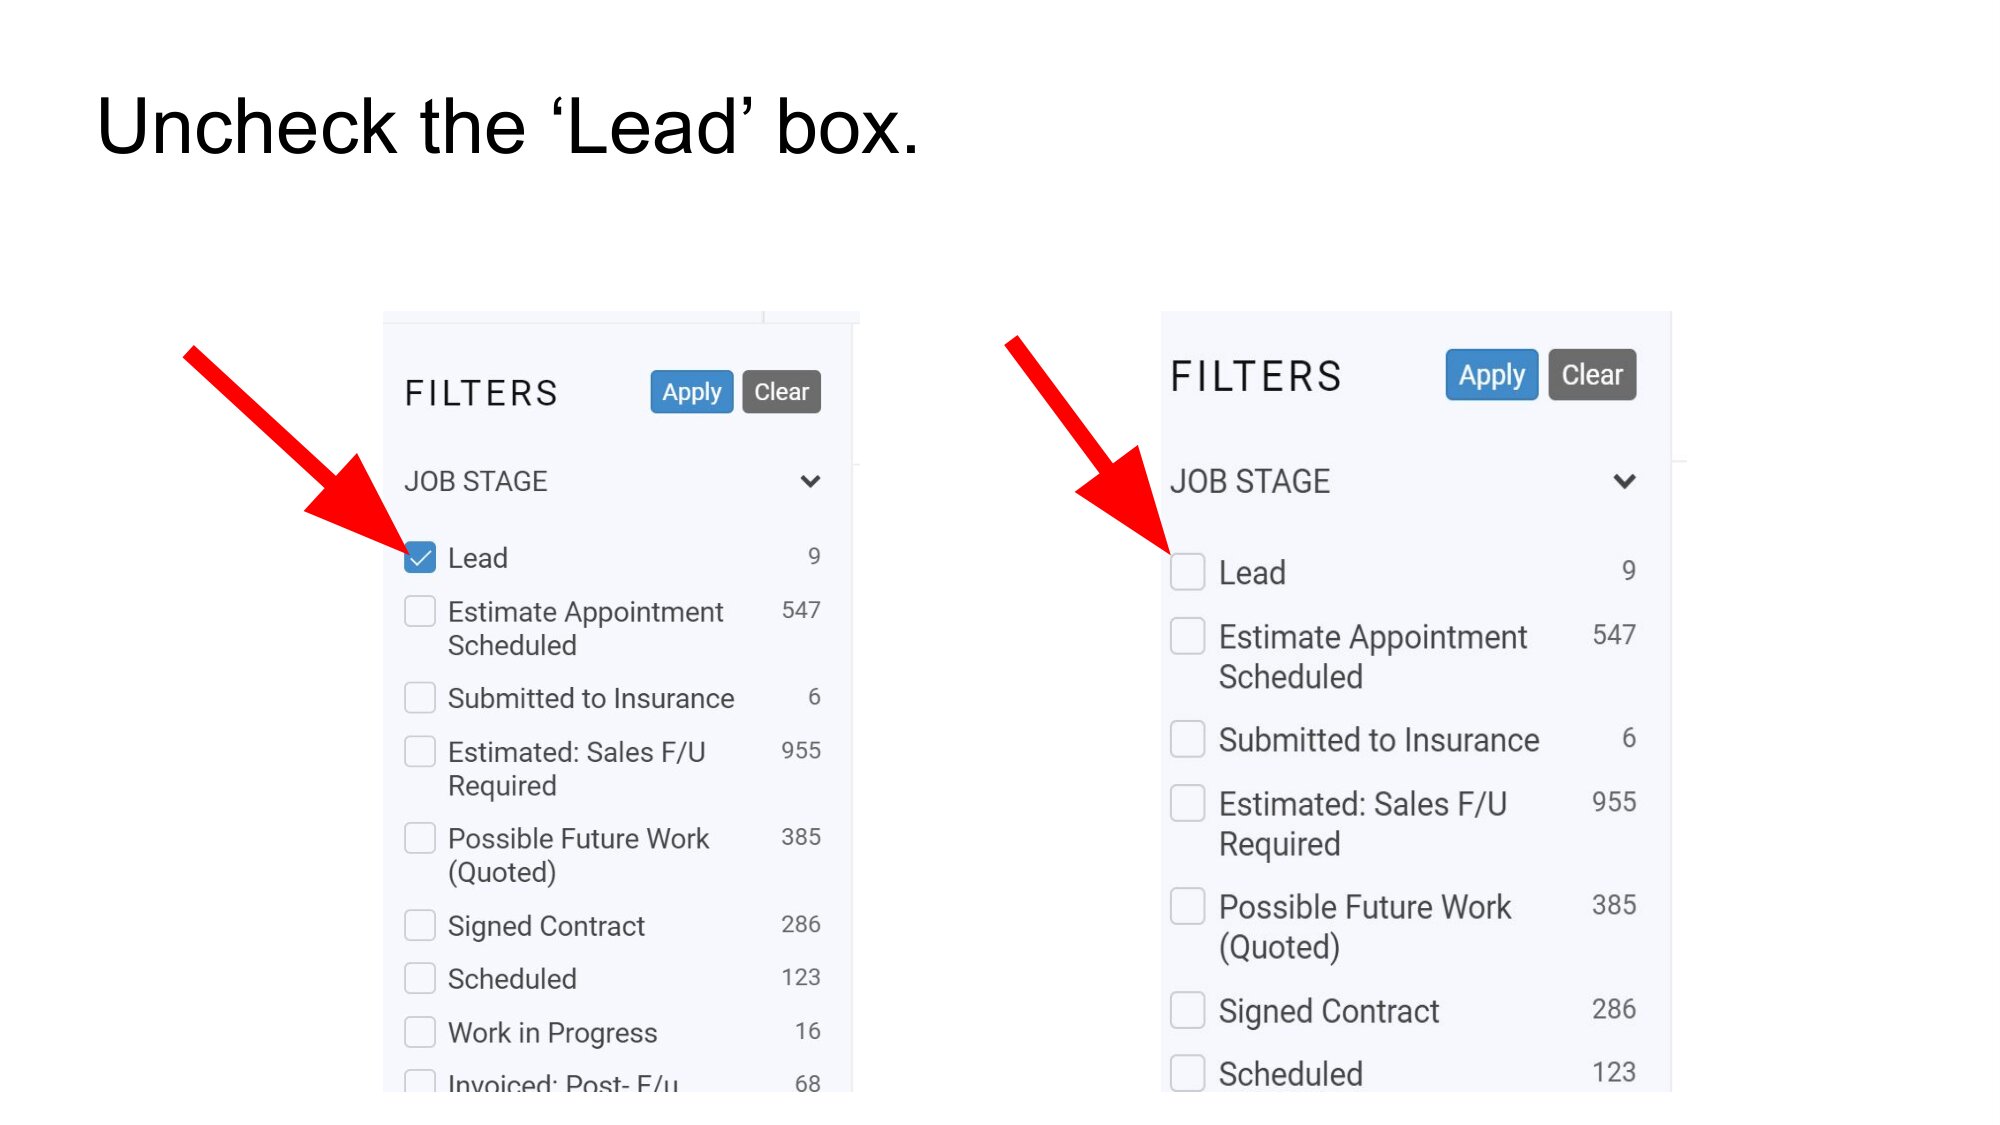 Uncheck the ‘Lead’ box.
FILTERS Apply Clear
JOB STAGE
Lead 9
Estimate Appointment 547
Scheduled
Submitted to Insurance 6
Estimated: Sales F/U 955
Required
Possible Future Work 385
(Quoted)
Signed Contract 286
Scheduled 123
Work in Progress 16
Invoiced: Post- F/u 68
FILTERS Apply Clear
JOB STAGE
Lead 9
Estimate Appointment 547
Scheduled
Submitted to Insurance 6
Estimated: Sales F/U 955
Required
Possible Future Work 385
(Quoted)
Signed Contract 286
Scheduled 123